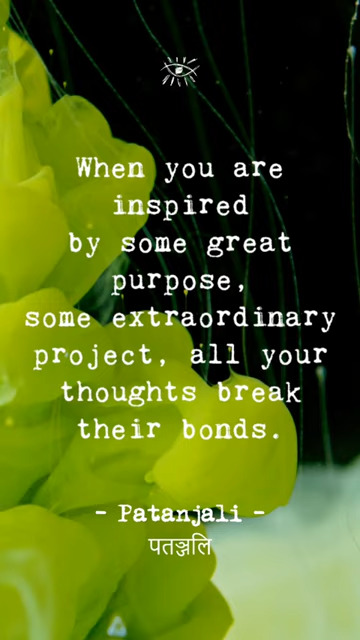 When you are
inspired
by some great
purpose,
some extraordinary
project, all your
thoughts break
their bonds.
- Patanjali -
पतञ्जलि